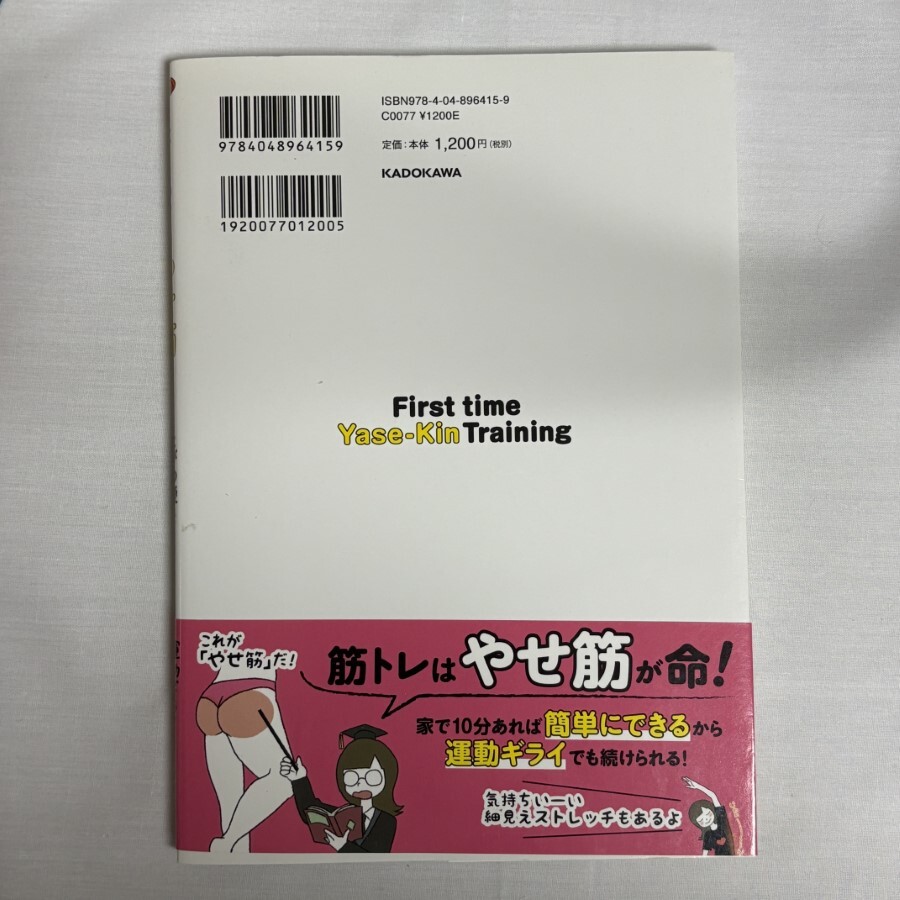 ISBN978-4-04-896415-9
C0077 ¥1200E
定価:本体 1,200円(税別)
KADOKAWA
9784048964159
1920077012005
First time
Yase-Kin Training
これが
「やせ筋」だ!
筋トレはやせ筋が命!
家で10分あれば簡単にできるから
運動ギライでも続けられる!
気持ちいーい
細見えストレッチもあるよ